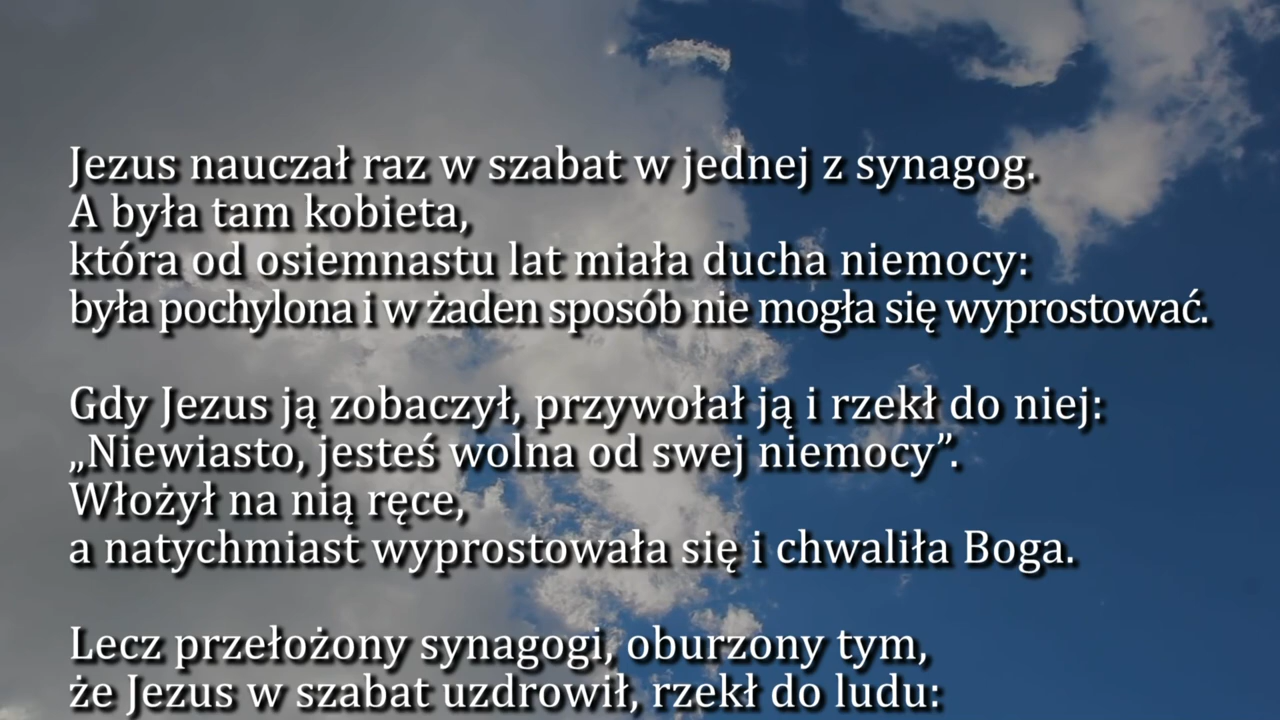 Jezus nauczał raz w szabat w jednej z synagog.
A była tam kobieta,
która od osiemnastu lat miała ducha niemocy:
była pochylona i w żaden sposób nie mogła się wyprostować.
Gdy Jezus ją zobaczył, przywołał ją i rzekł do niej:
„Niewiasto, jesteś wolna od swej niemocy”.
Włożył na nią ręce,
a natychmiast wyprostowała się i chwaliła Boga.
Lecz przełożony synagogi, oburzony tym,
że Jezus w szabat uzdrowił, rzekł do ludu: